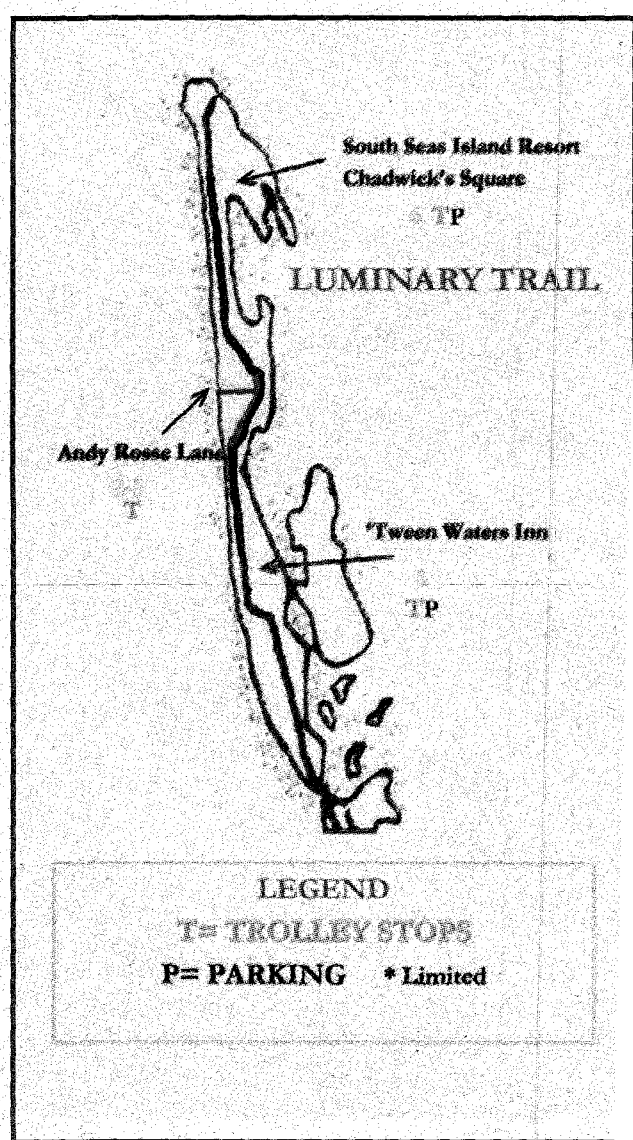 South Seas Island Resort
Chadwick's Square
TP
LUMINARY TRAIL
Andy Rosse Lane
T
'Tween Waters Inn
TP
LEGEND
T= TROLLEY STOPS
P= PARKING * Limited